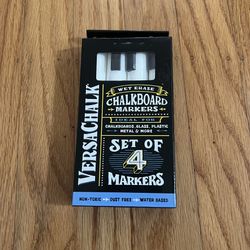 VERSACHALK
WET ERASE
CHALKBOARD
MARKERS
IDEAL FOR
CHALKBOARDS, GLASS, PLASTIC
METAL & MORE
SET OF
4
MARKERS
NON-TOXIC DUST FREE WATER BASED